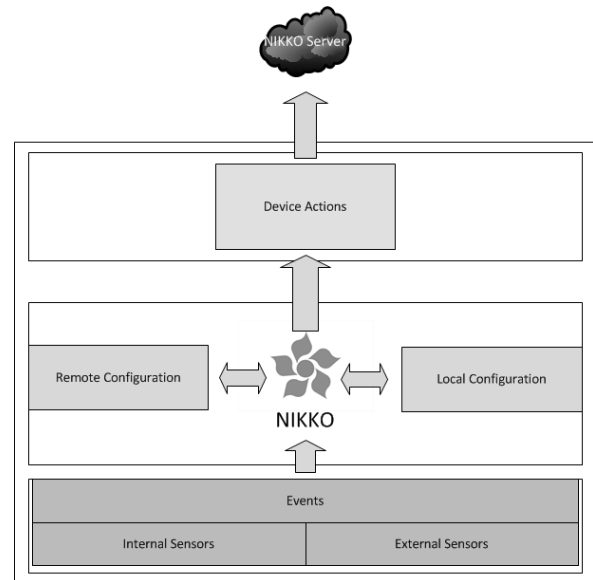 NIKKO Server
Device Actions
Remote Configuration
NIKKO
Local Configuration
Events
Internal Sensors
External Sensors